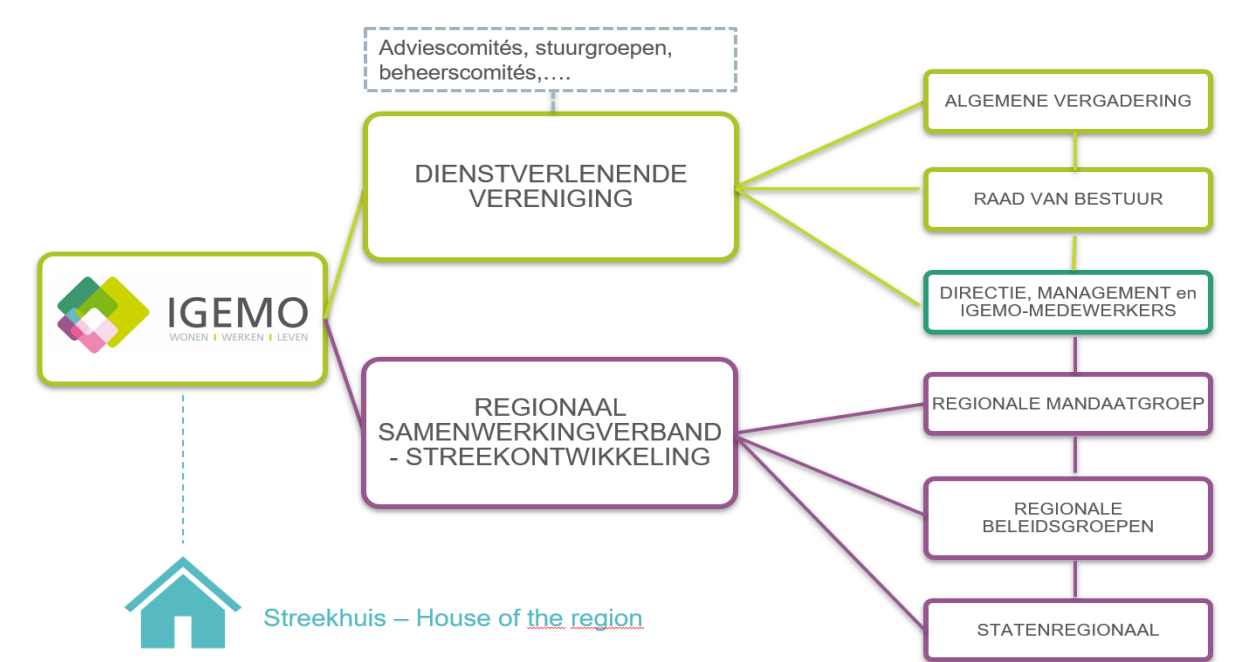 Adviescomités, stuurgroepen,
beheerscomités,….
DIENSTVERLENENDE
VERENIGING
ALGEMENE VERGADERING
RAAD VAN BESTUUR
DIRECTIE, MANAGEMENT en
IGEMO-MEDEWERKERS
IGEMO
WONEN I WERKEN I LEVEN
REGIONAAL
SAMENWERKINGVERBAND
- STREEKONTWIKKELING
REGIONALE MANDAATGROEP
REGIONALE
BELEIDSGROEPEN
STATENREGIONAAL
Streekhuis – House of the region